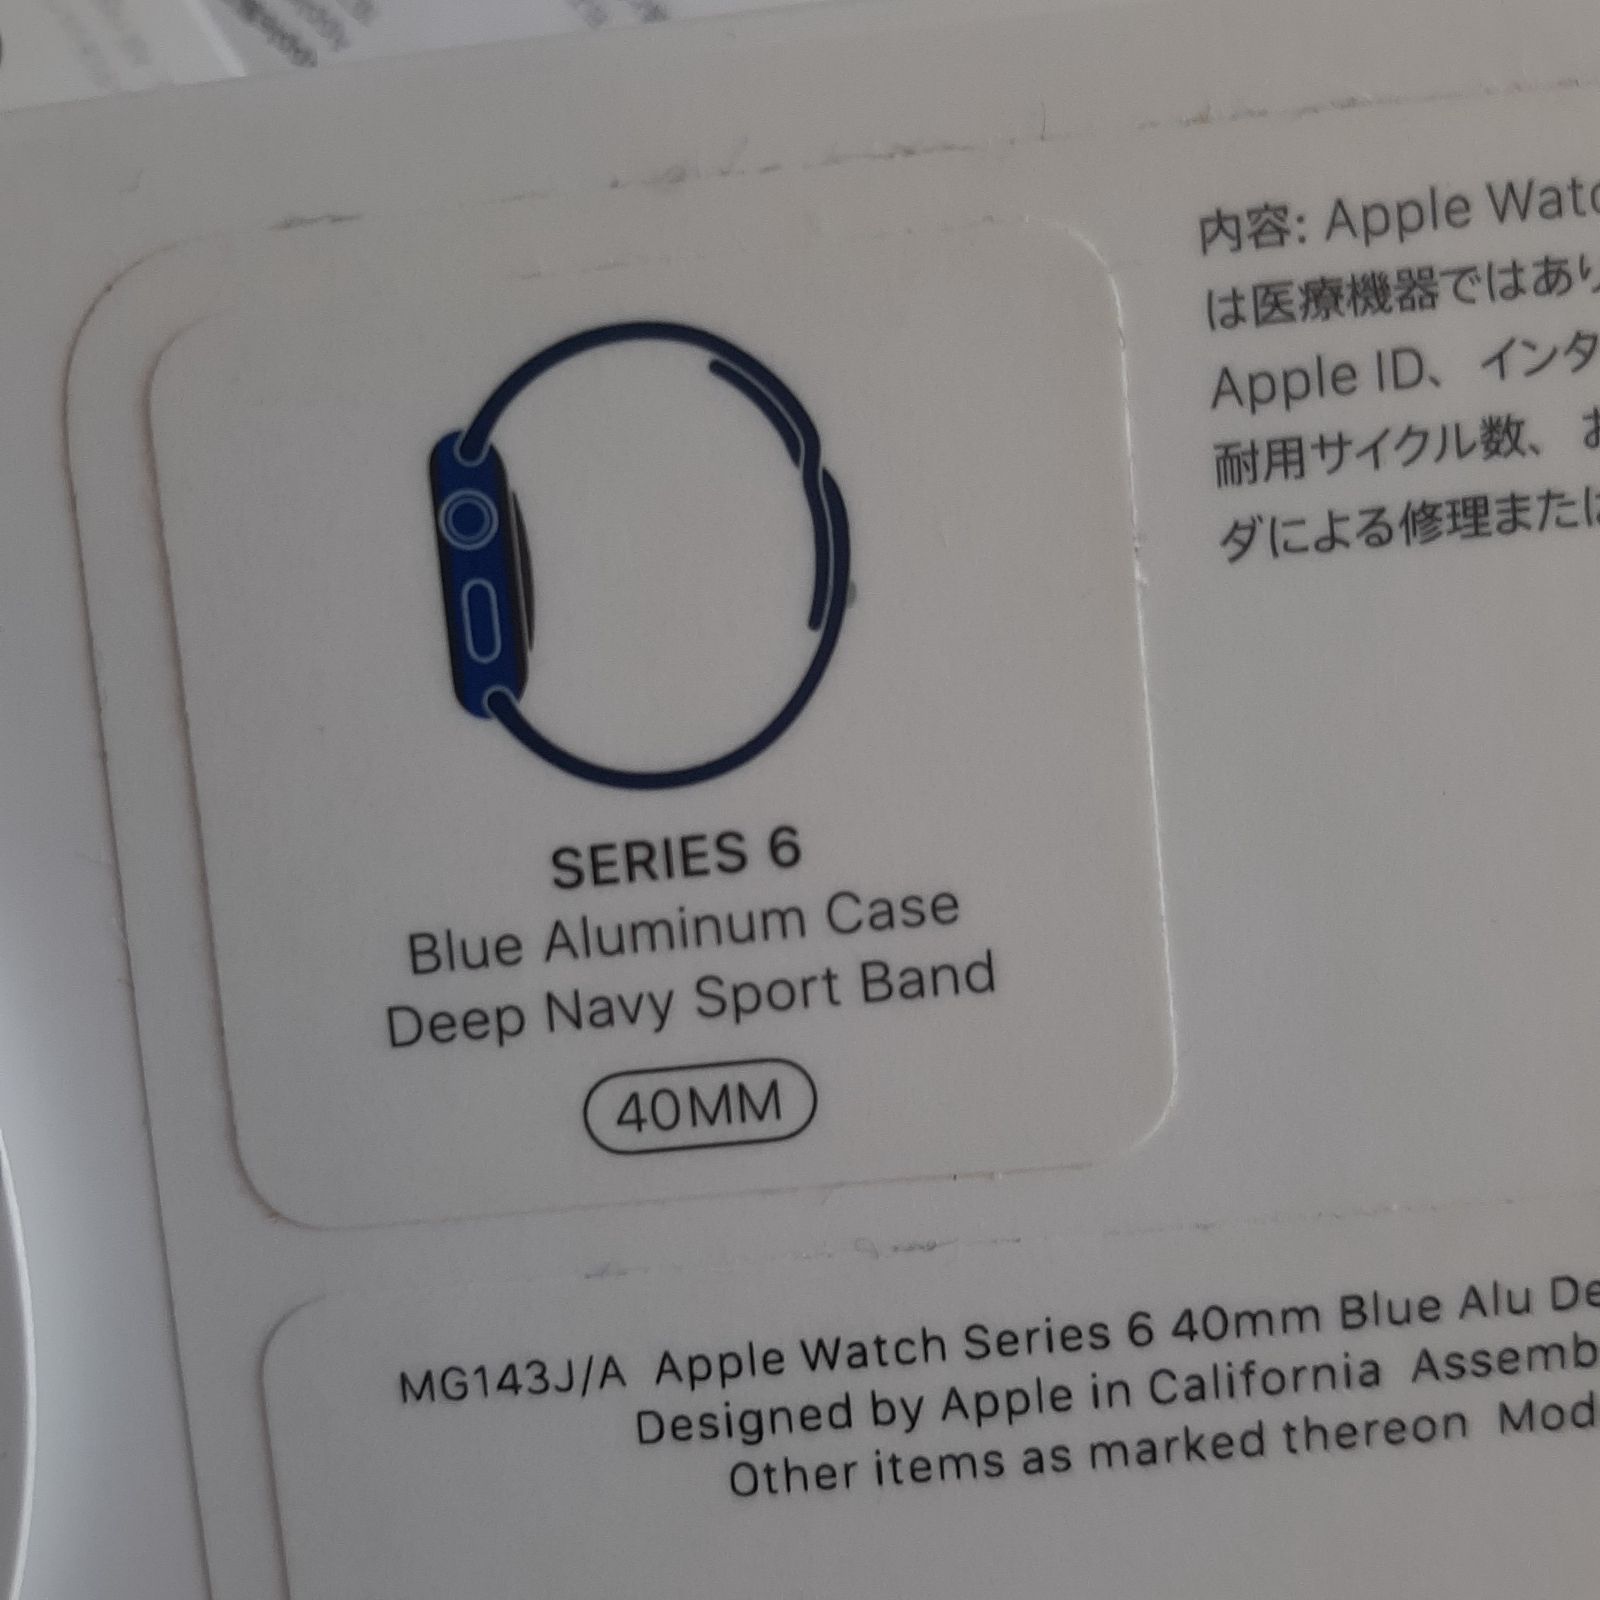 SERIES 6
Blue Aluminum Case
Deep Navy Sport Band
40MM
内容: Apple Watc
は医療機器ではあり
Apple ID、インタ
耐用サイクル数、お
ダによる修理または
MG143J/A Apple Watch Series 6 40mm Blue Alu De
Designed by Apple in California Assemb
Other items as marked thereon Mod